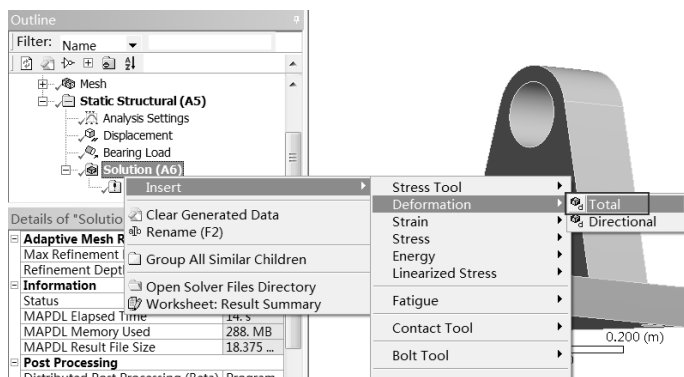 Outline
Filter: Name
Mesh
Static Structural (A5)
Analysis Settings
Displacement
Bearing Load
Solution (A6)
Insert
Clear Generated Data
Rename (F2)
Group All Similar Children
Open Solver Files Directory
Worksheet: Result Summary
Stress Tool
Deformation
Strain
Stress
Energy
Linearized Stress
Fatigue
Contact Tool
Bolt Tool
Total
Directional
Details of "Solutio
Adaptive Mesh R
Max Refinement
Refinement Dept
Information
Status
MAPDL Elapsed Time 14. s
MAPDL Memory Used 288. MB
MAPDL Result File Size 18.375 ...
Post Processing
Distributed Post Processing (Beta) Program
0.200 (m)